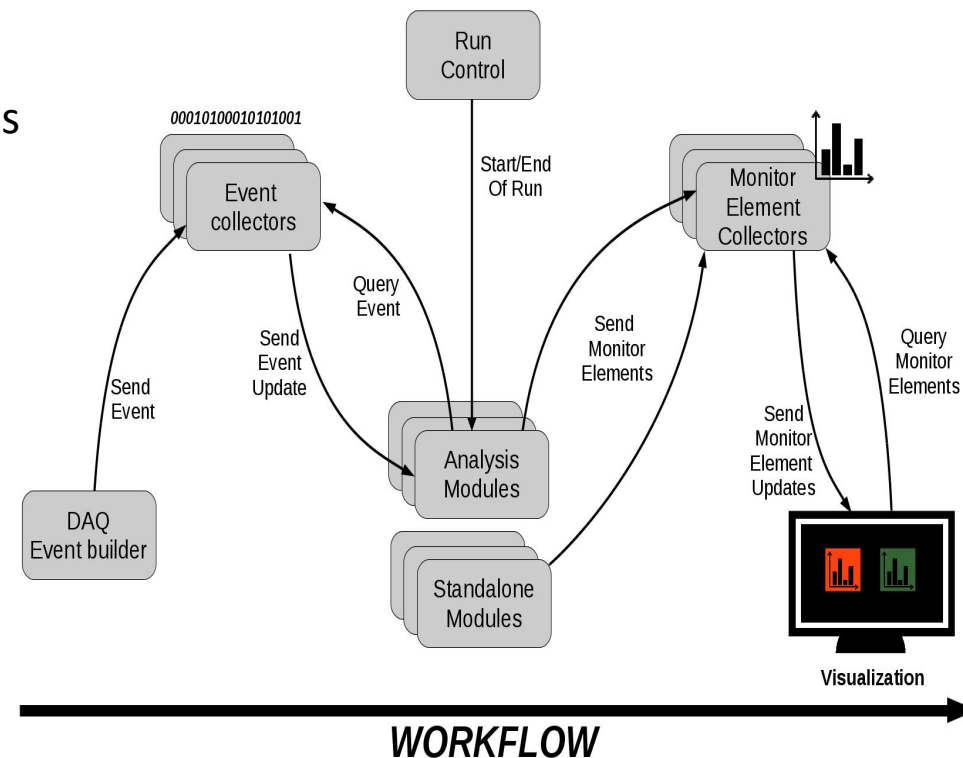 Run
Control
s
00010100010101001
Event
collectors
Start/End
Of Run
Monitor
Element
Collectors
Query
Event
Send
Event
Update
Send
Monitor
Elements
Query
Monitor
Elements
Send
Event
Send
Monitor
Element
Updates
Analysis
Modules
DAQ
Event builder
Standalone
Modules
Visualization
WORKFLOW